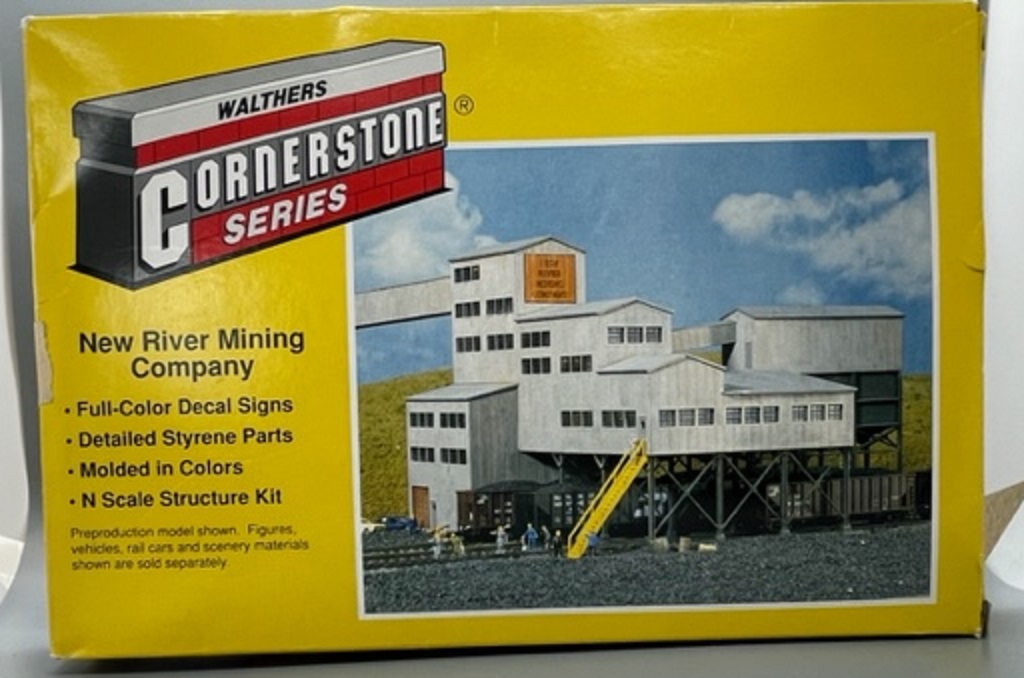 WALTHERS
CORNERSTONE ®
SERIES
New River Mining
Company
• Full-Color Decal Signs
• Detailed Styrene Parts
• Molded in Colors
• N Scale Structure Kit
Preproduction model shown. Figures,
vehicles, rail cars and scenery materials
shown are sold separately.